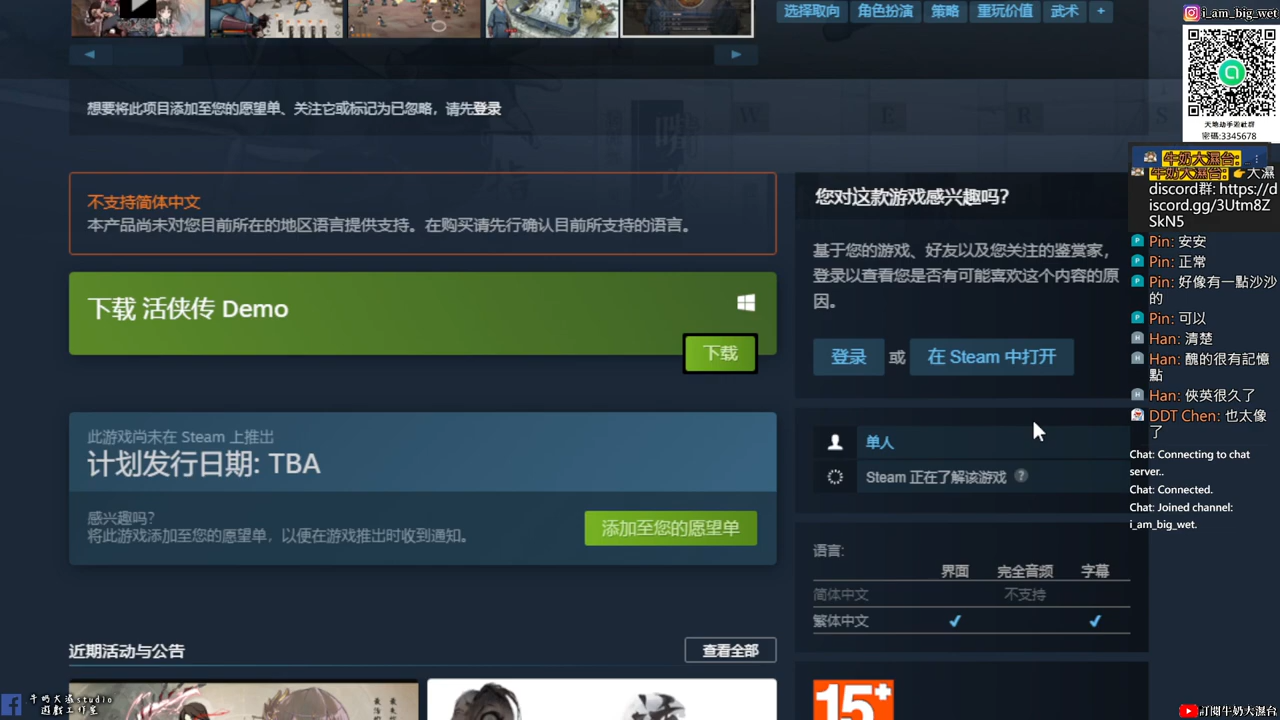 选择取向 角色扮演 策略 重玩价值 武术 +
想要将此项目添加至您的愿望单、关注它或标记为已忽略，请先登录
不支持简体中文
本产品尚未对您目前所在的地区语言提供支持。在购买请先行确认目前所支持的语言。
下载 活侠传 Demo
下载
此游戏尚未在 Steam 上推出
计划发行日期: TBA
感兴趣吗?
将此游戏添加至您的愿望单，以便在游戏推出时收到通知。
添加至您的愿望单
近期活动与公告
查看全部
您对这款游戏感兴趣吗?
基于您的游戏、好友以及您关注的鉴赏家，
登录以查看您是否有可能喜欢这个内容的原
因。
登录 或 在 Steam 中打开
单人
Steam 正在了解该游戏 ?
语言:
界面 完全音频 字幕
简体中文 不支持
繁体中文 ✔ ✔
15+
i_am_big_wet
密碼:3345678
牛奶大濕台:
牛奶大濕台: 👉大濕
discord群: https://d
iscord.gg/3Utm8Z
SkN5
Pin: 安安
Pin: 正常
Pin: 好像有一點沙沙
的
Pin: 可以
Han: 清楚
Han: 醜的很有記憶
點
Han: 俠英很久了
DDT Chen: 也太像
了
Chat: Connecting to chat
server..
Chat: Connected.
Chat: Joined channel:
i_am_big_wet.
牛奶大濕studio
遊戲工作室
訂閱牛奶大濕台